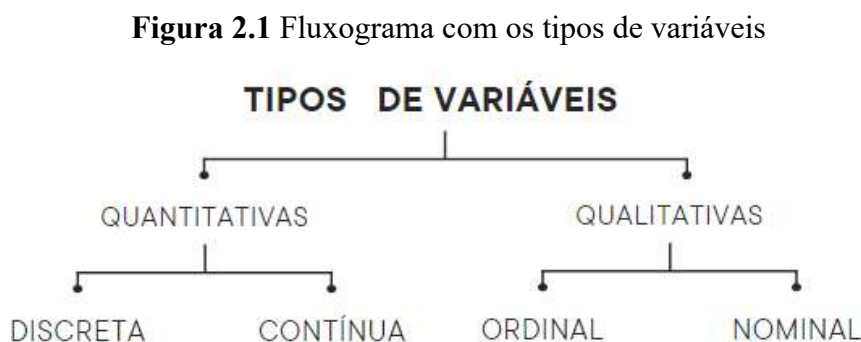 Figura 2.1 Fluxograma com os tipos de variáveis
TIPOS DE VARIÁVEIS
QUANTITATIVAS QUALITATIVAS
DISCRETA CONTÍNUA ORDINAL NOMINAL